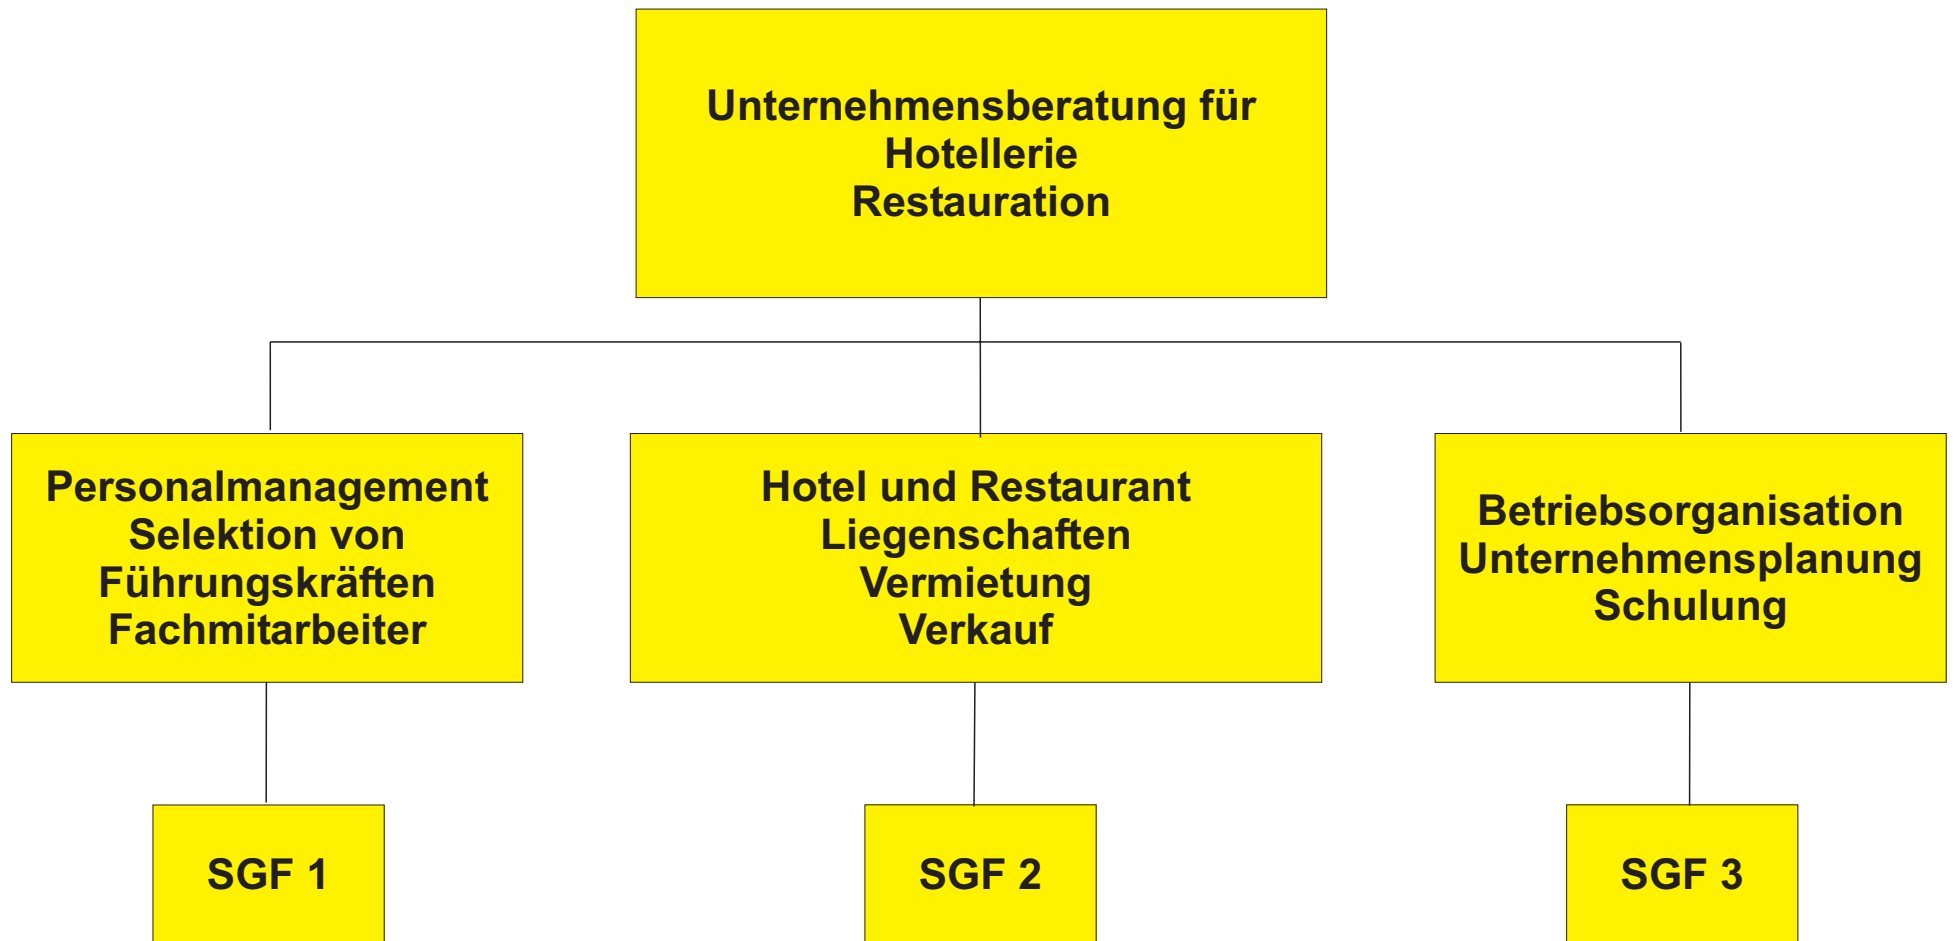 Unternehmensberatung für
Hotellerie
Restauration
Personalmanagement
Selektion von
Führungskräften
Fachmitarbeiter
Hotel und Restaurant
Liegenschaften
Vermietung
Verkauf
Betriebsorganisation
Unternehmensplanung
Schulung
SGF 1
SGF 2
SGF 3